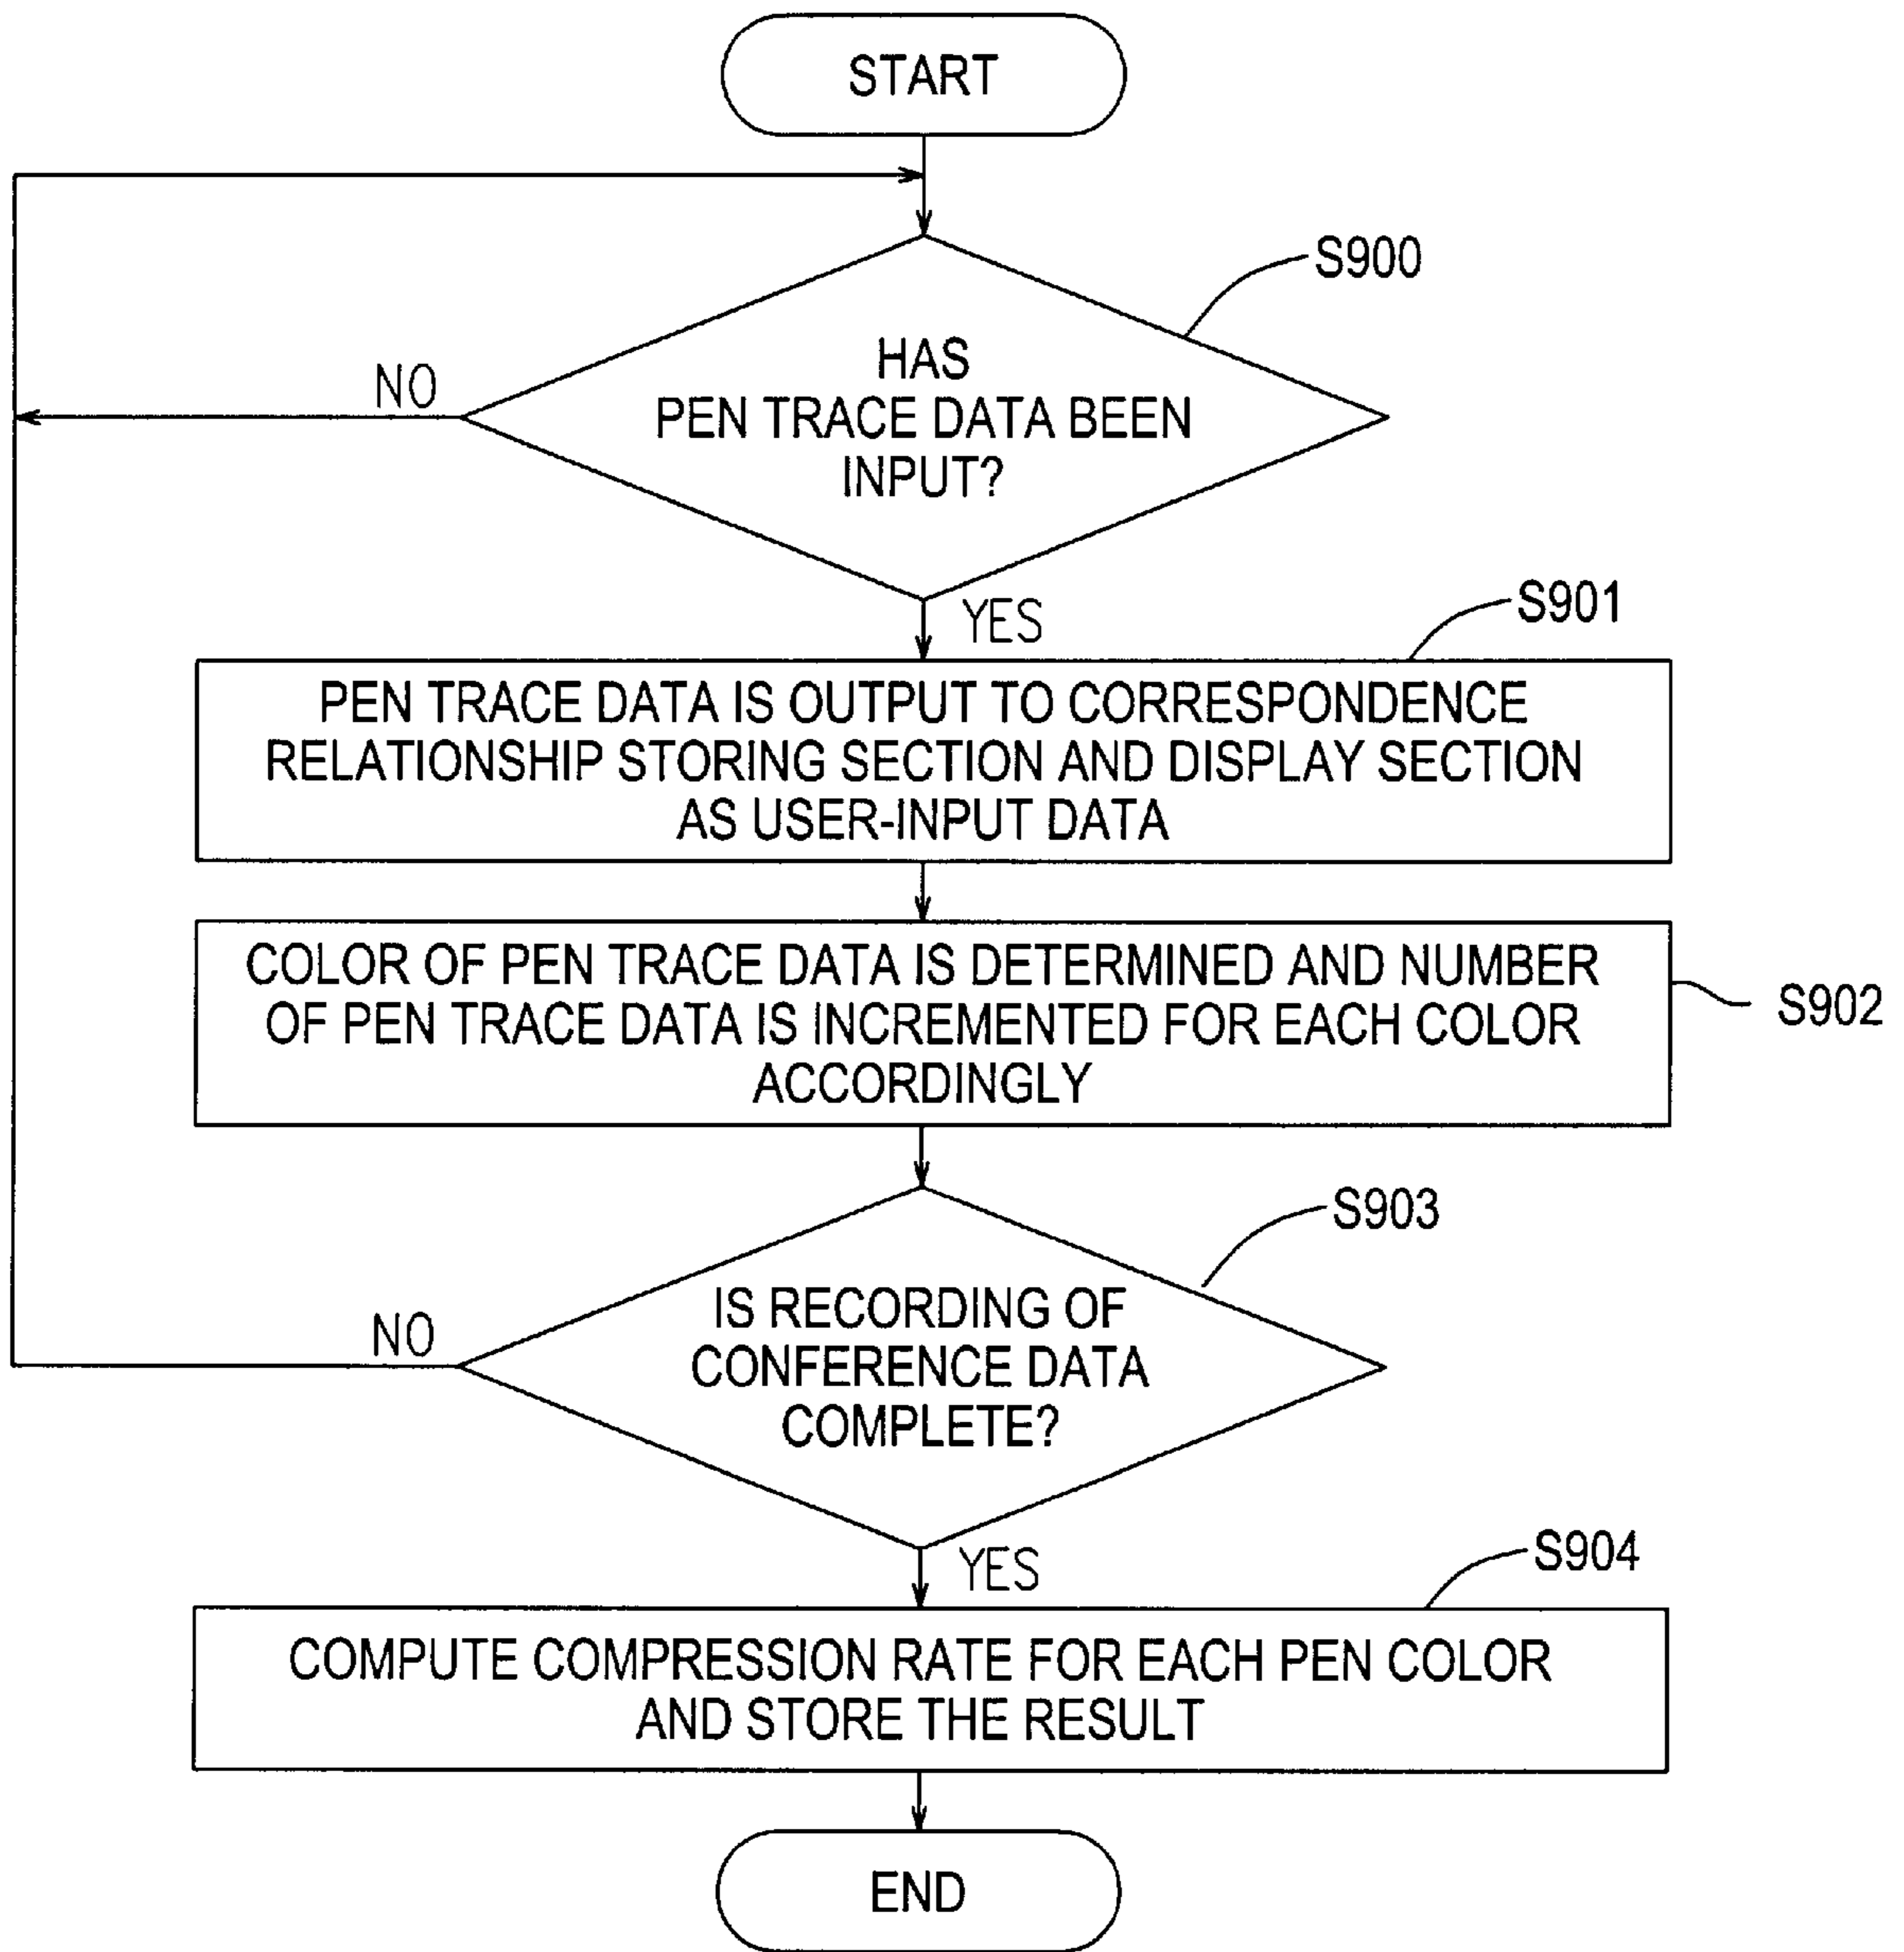 START
S900
HAS
PEN TRACE DATA BEEN
INPUT?
NO
YES
S901
PEN TRACE DATA IS OUTPUT TO CORRESPONDENCE
RELATIONSHIP STORING SECTION AND DISPLAY SECTION
AS USER-INPUT DATA
COLOR OF PEN TRACE DATA IS DETERMINED AND NUMBER
OF PEN TRACE DATA IS INCREMENTED FOR EACH COLOR
ACCORDINGLY
S902
S903
IS RECORDING OF
CONFERENCE DATA
COMPLETE?
NO
YES
S904
COMPUTE COMPRESSION RATE FOR EACH PEN COLOR
AND STORE THE RESULT
END